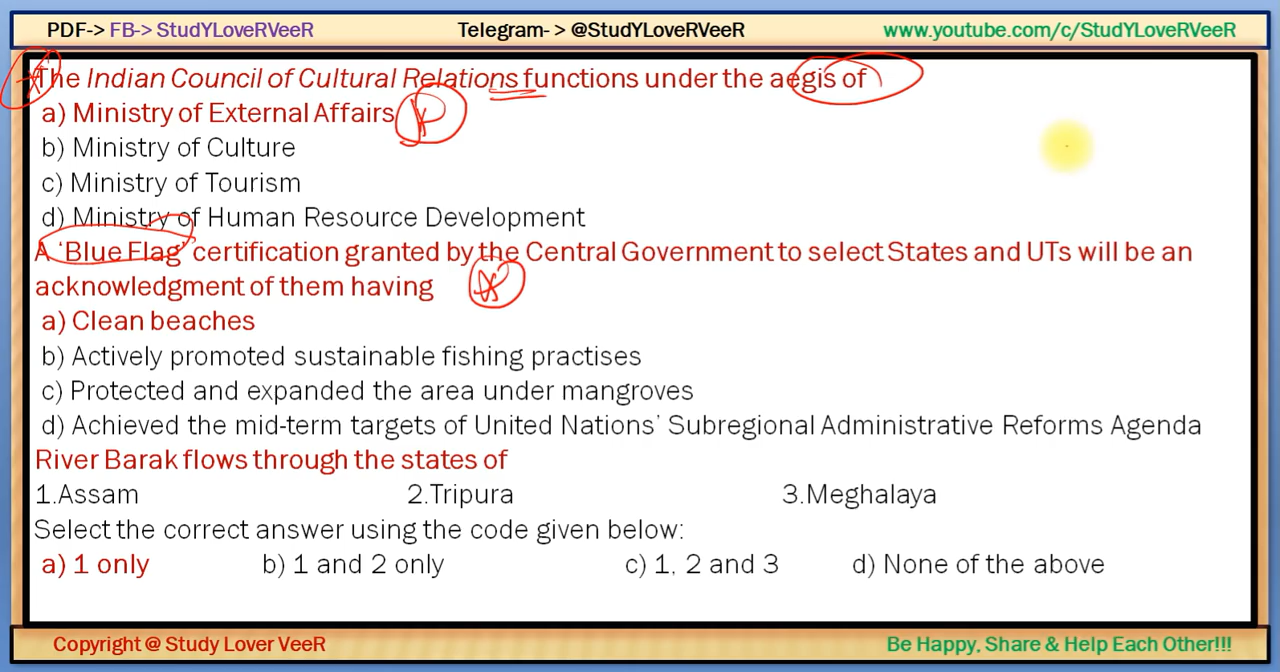 PDF-> FB-> StudYLoveRVeeR Telegram- > @StudYLoveRVeeR www.youtube.com/c/StudYLoveRVeeR
The Indian Council of Cultural Relations functions under the aegis of
a) Ministry of External Affairs
b) Ministry of Culture
c) Ministry of Tourism
d) Ministry of Human Resource Development
A ‘Blue Flag’ certification granted by the Central Government to select States and UTs will be an
acknowledgment of them having
a) Clean beaches
b) Actively promoted sustainable fishing practises
c) Protected and expanded the area under mangroves
d) Achieved the mid-term targets of United Nations’ Subregional Administrative Reforms Agenda
River Barak flows through the states of
1.Assam 2.Tripura 3.Meghalaya
Select the correct answer using the code given below:
a) 1 only b) 1 and 2 only c) 1, 2 and 3 d) None of the above
Copyright @ Study Lover VeeR Be Happy, Share & Help Each Other!!!